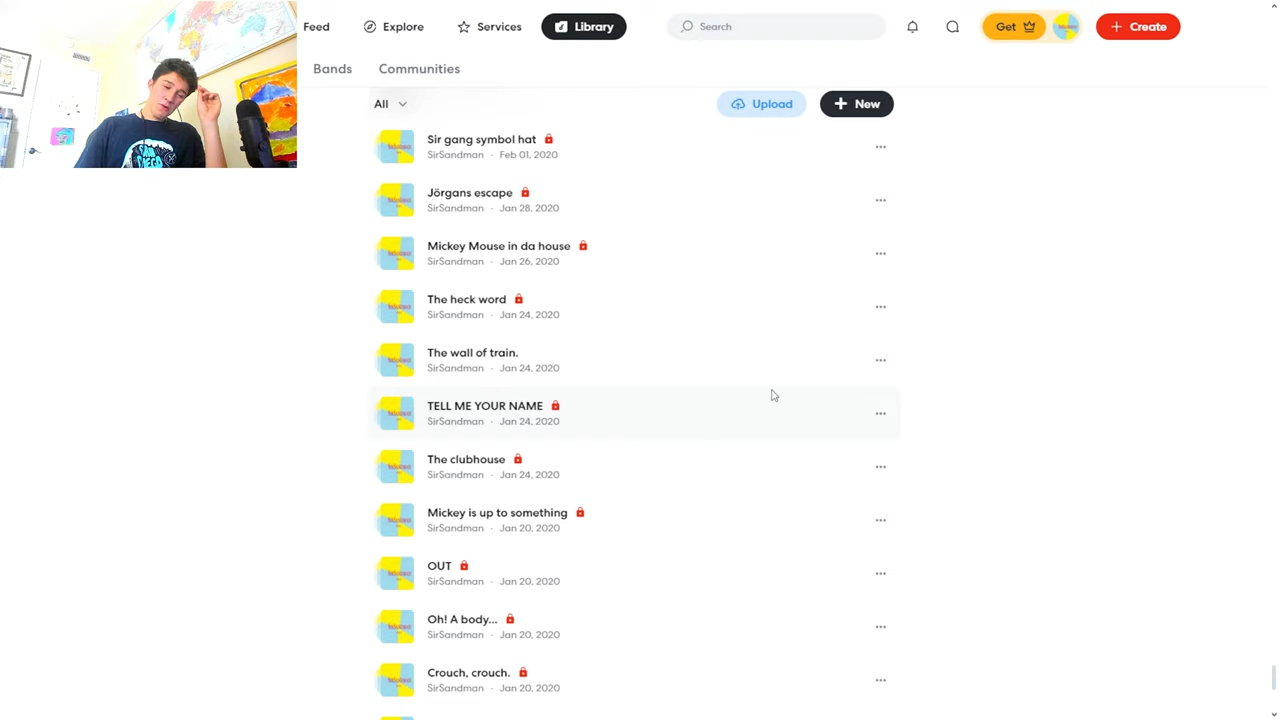 Feed
Explore
Services
Library
Search
Get
Create
Bands
Communities
All
Upload
New
Sir gang symbol hat
SirSandman · Feb 01, 2020
Jörgans escape
SirSandman · Jan 28, 2020
Mickey Mouse in da house
SirSandman · Jan 26, 2020
The heck word
SirSandman · Jan 24, 2020
The wall of train.
SirSandman · Jan 24, 2020
TELL ME YOUR NAME
SirSandman · Jan 24, 2020
The clubhouse
SirSandman · Jan 24, 2020
Mickey is up to something
SirSandman · Jan 20, 2020
OUT
SirSandman · Jan 20, 2020
Oh! A body...
SirSandman · Jan 20, 2020
Crouch, crouch.
SirSandman · Jan 20, 2020